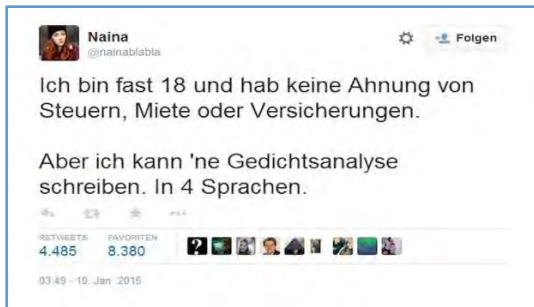 Naina
@nainablabla
Folgen
Ich bin fast 18 und hab keine Ahnung von
Steuern, Miete oder Versicherungen.
Aber ich kann 'ne Gedichtsanalyse
schreiben. In 4 Sprachen.
RETWEETS FAVORITEN
4.485 8.380
03:49 - 10. Jan. 2015